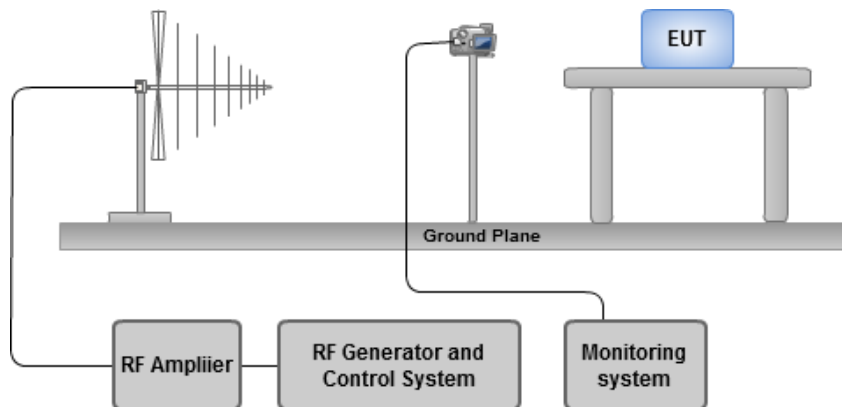 EUT
Ground Plane
RF Ampliier
RF Generator and
Control System
Monitoring
system